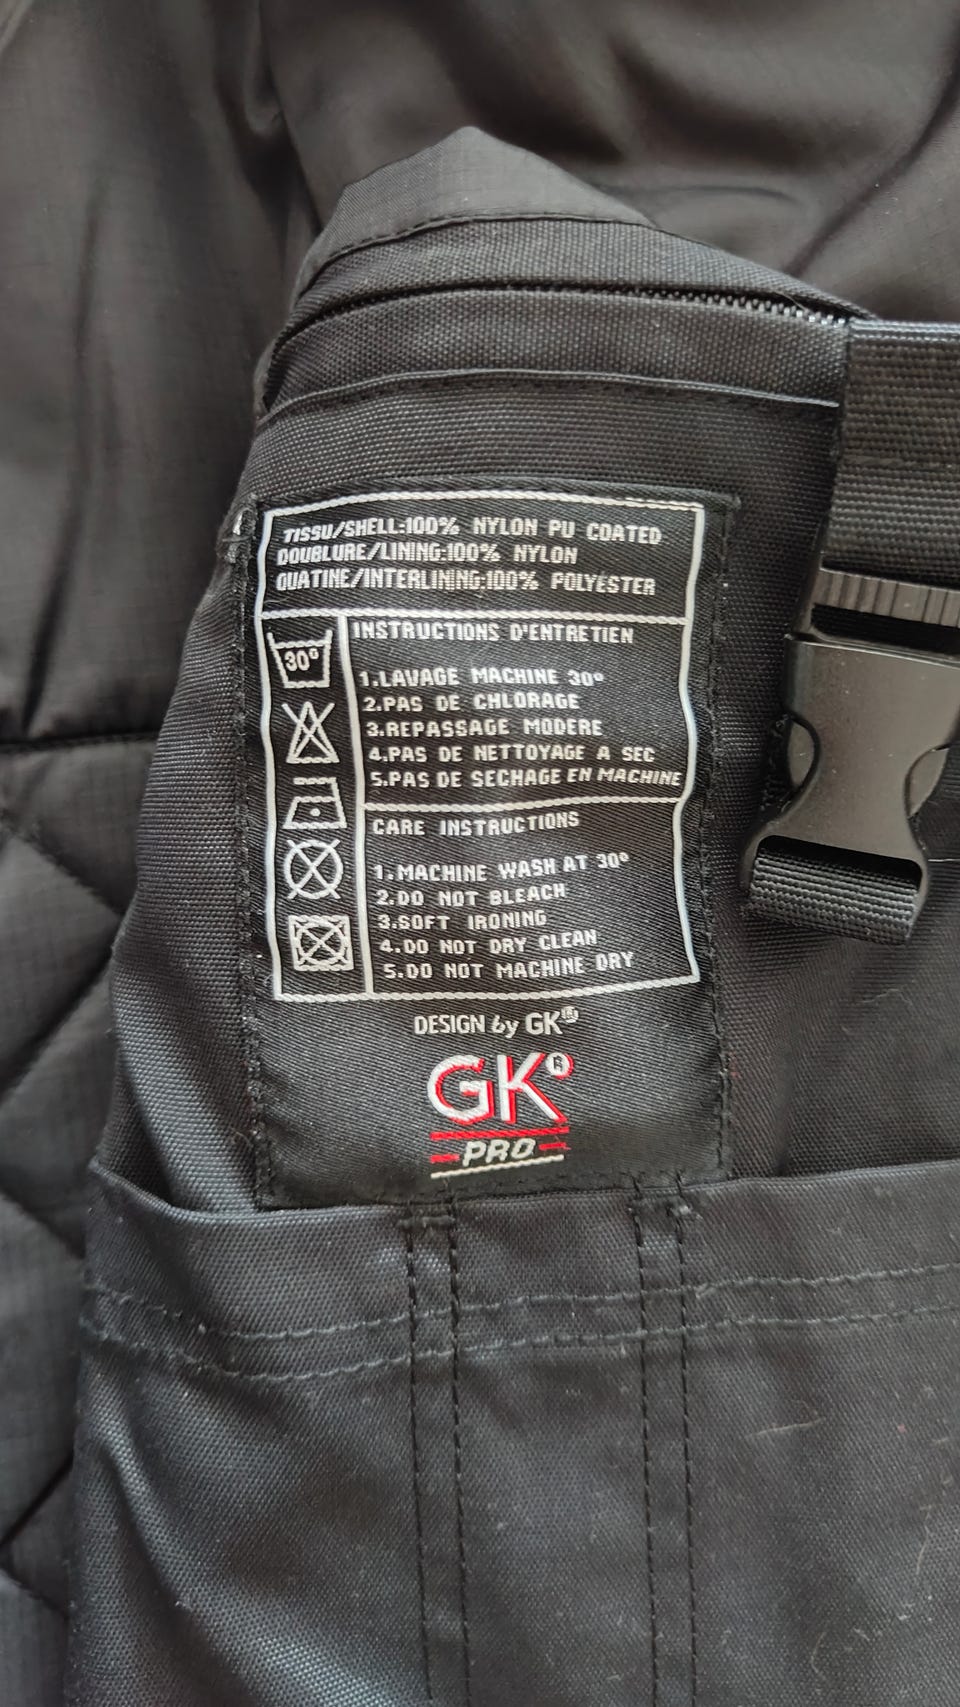 TISSU/SHELL:100% NYLON PU COATED
DOUBLURE/LINING:100% NYLON
OUATINE/INTERLINING:100% POLYESTER
30°
INSTRUCTIONS D'ENTRETIEN
1.LAVAGE MACHINE 30°
2.PAS DE CHLORAGE
3.REPASSAGE MODERE
4.PAS DE NETTOYAGE A SEC
5.PAS DE SECHAGE EN MACHINE
CARE INSTRUCTIONS
1.MACHINE WASH AT 30°
2.DO NOT BLEACH
3.SOFT IRONING
4.DO NOT DRY CLEAN
5.DO NOT MACHINE DRY
DESIGN by GK®
GK®
PRO